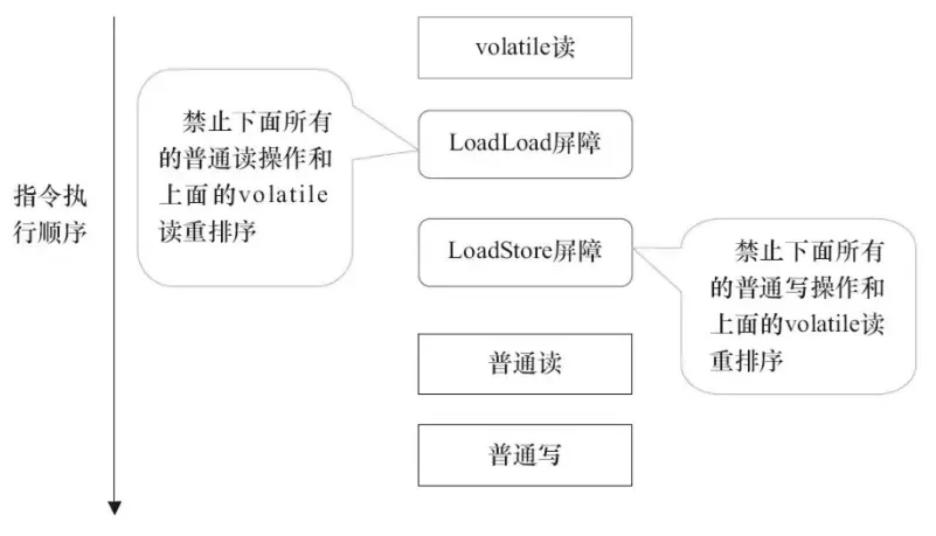 volatile读
禁止下面所有
的普通读操作和
上面的volatile
读重排序
LoadLoad屏障
指令执
行顺序
LoadStore屏障
禁止下面所有
的普通写操作和
上面的volatile读
重排序
普通读
普通写